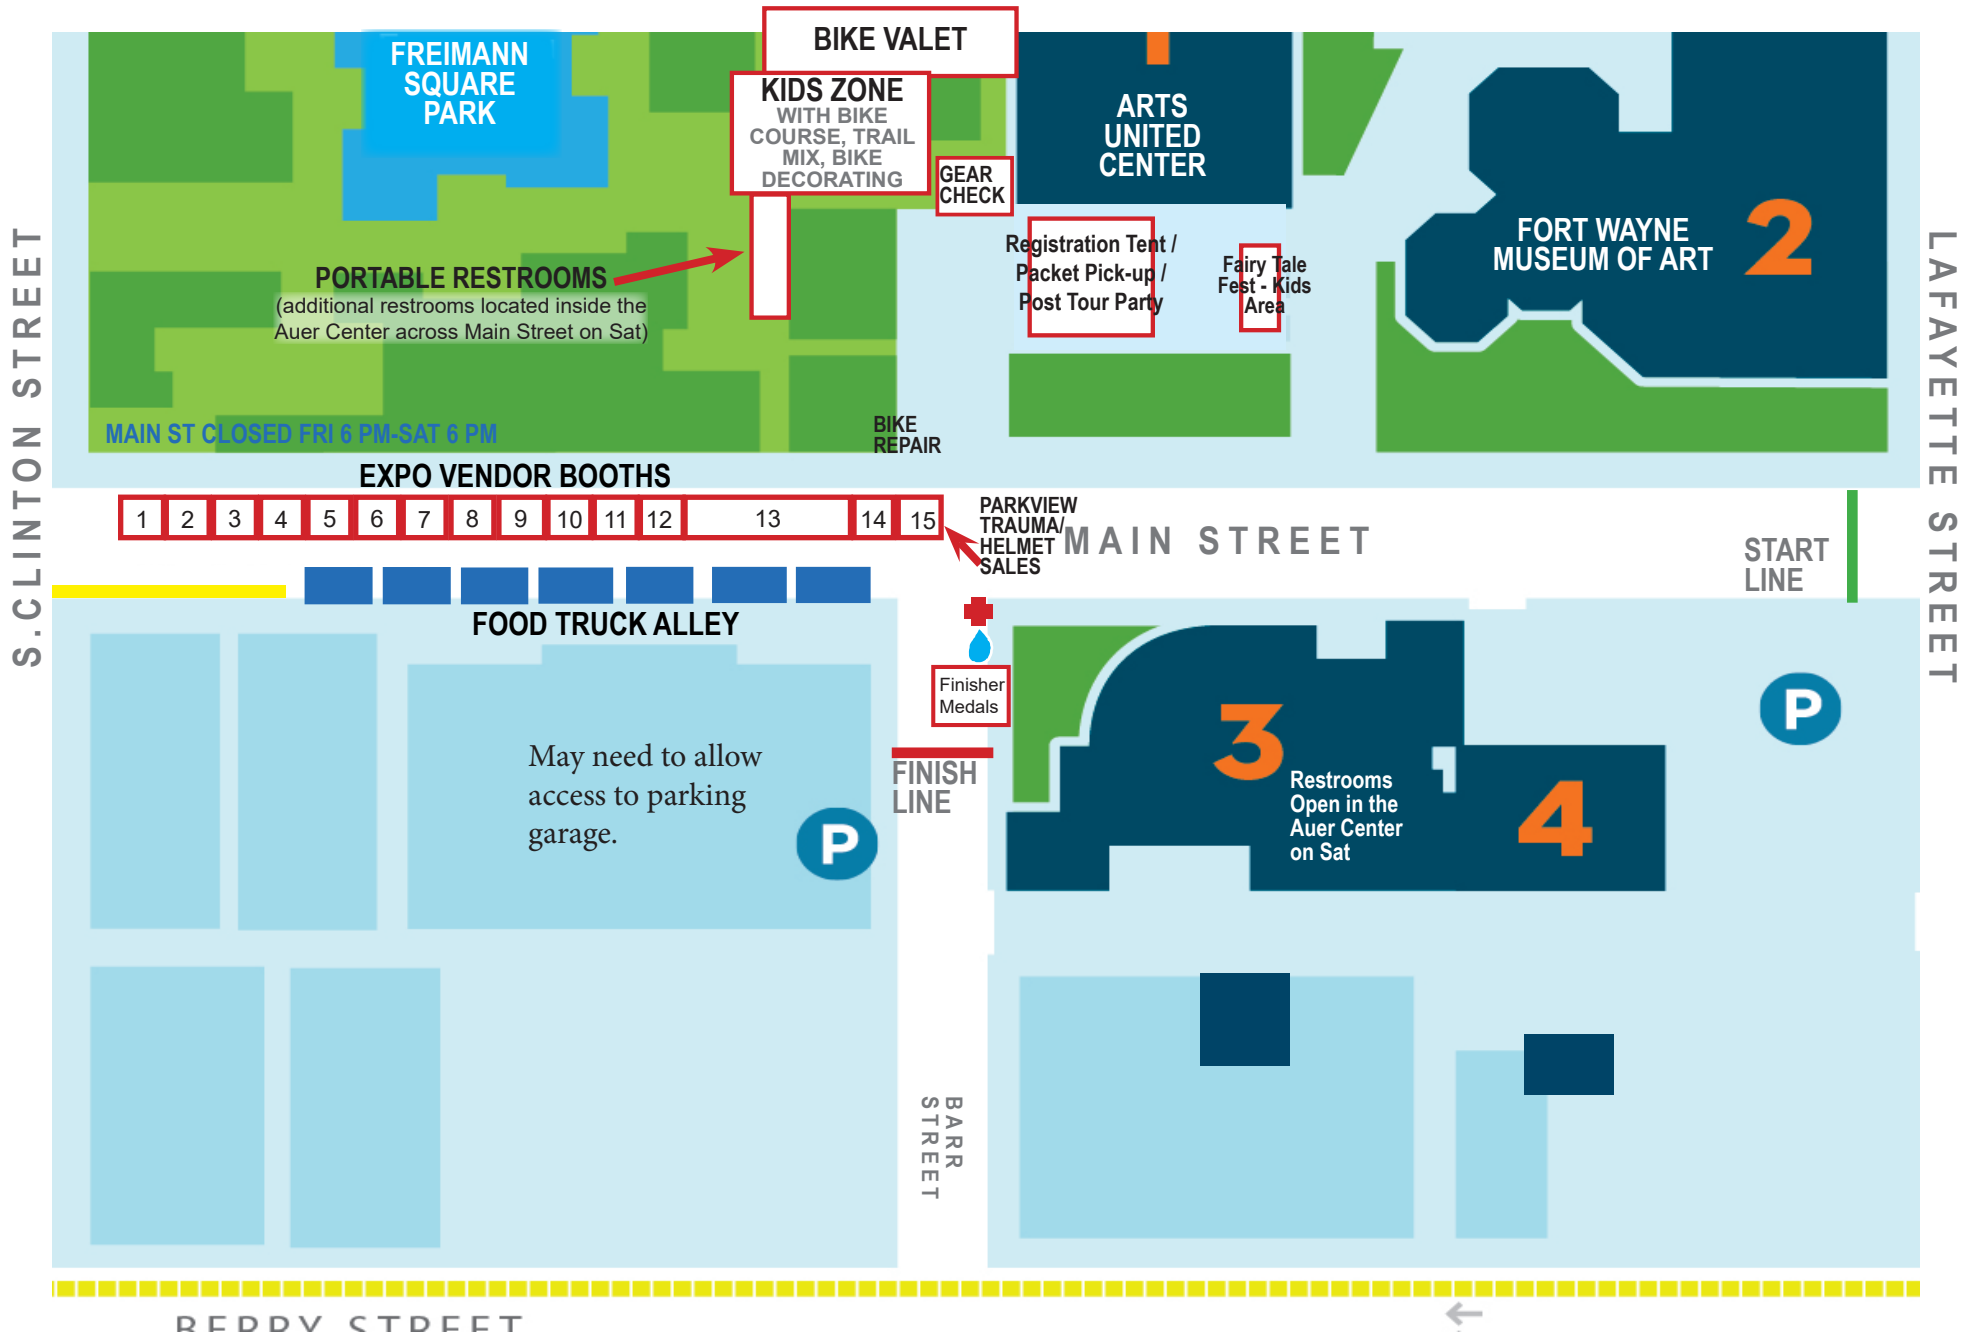 BIKE VALET
FREIMANN
SQUARE
PARK
KIDS ZONE
WITH BIKE
COURSE, TRAIL
MIX, BIKE
DECORATING
GEAR
CHECK
1
ARTS
UNITED
CENTER
FORT WAYNE
MUSEUM OF ART
2
Registration Tent /
Packet Pick-up /
Post Tour Party
Fairy Tale
Fest - Kids
Area
PORTABLE RESTROOMS
(additional restrooms located inside the
Auer Center across Main Street on Sat)
S.CLINTON STREET
LAFAYETTE STREET
MAIN ST CLOSED FRI 6 PM-SAT 6 PM
BIKE
REPAIR
EXPO VENDOR BOOTHS
1 2 3 4 5 6 7 8 9 10 11 12 13 14 15
PARKVIEW
TRAUMA/
HELMET
SALES
MAIN STREET
START
LINE
FOOD TRUCK ALLEY
Finisher
Medals
FINISH
LINE
May need to allow
access to parking
garage.
P
3
Restrooms
Open in the
Auer Center
on Sat
4
P
BARR
STREET
BERRY STREET